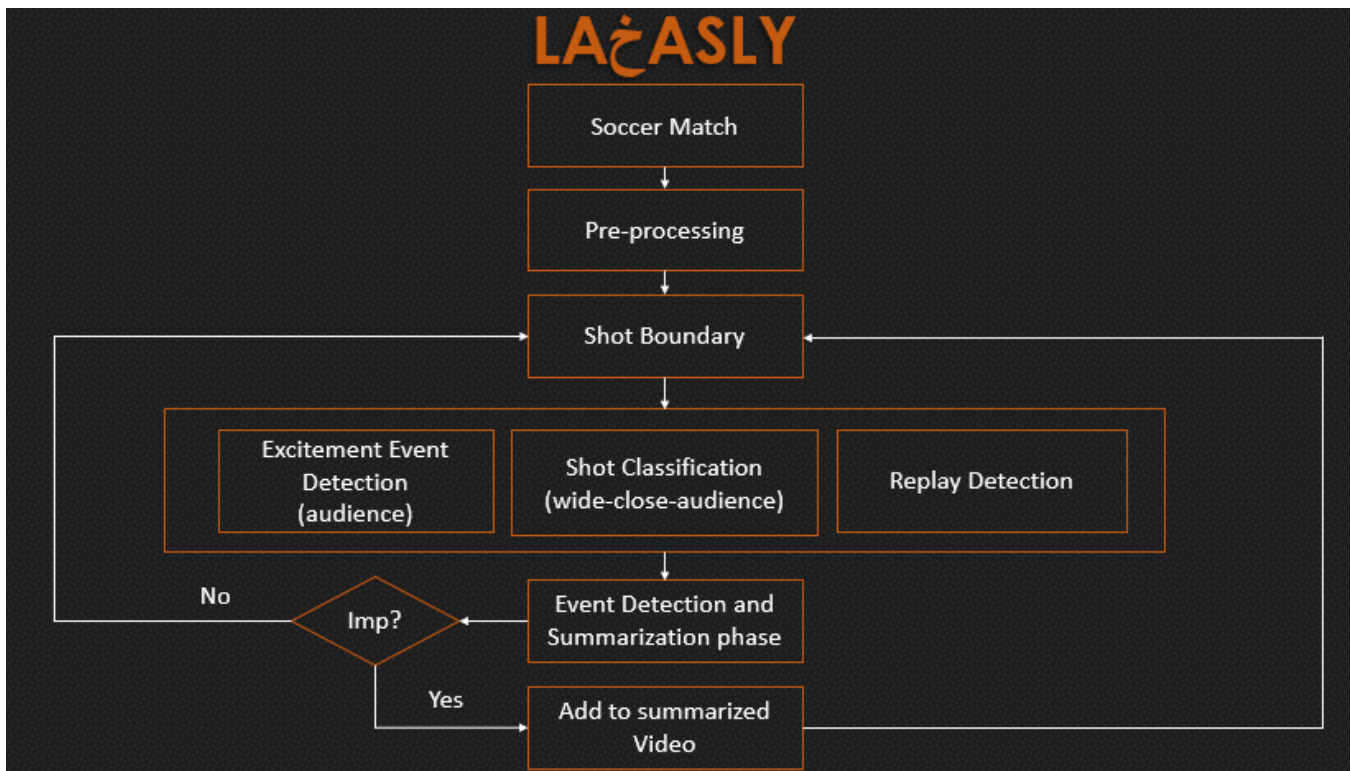 LAخASLY
Soccer Match
Pre-processing
Shot Boundary
Excitement Event
Detection
(audience)
Shot Classification
(wide-close-audience)
Replay Detection
No
Imp?
Event Detection and
Summarization phase
Yes
Add to summarized
Video